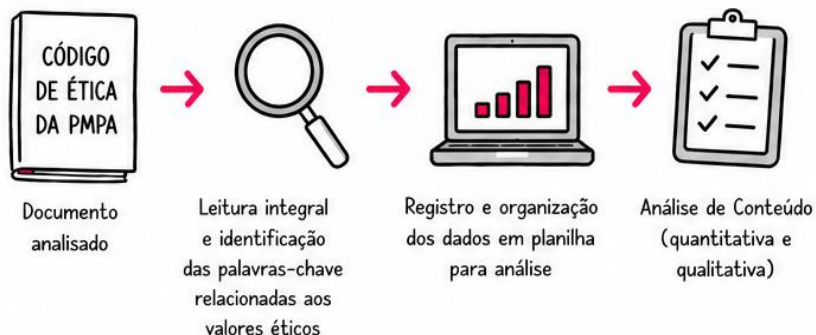 CÓDIGO
DE ÉTICA
DA PMPA
Documento
analisado
Leitura integral
e identificação
das palavras-chave
relacionadas aos
valores éticos
Registro e organização
dos dados em planilha
para análise
Análise de Conteúdo
(quantitativa e
qualitativa)